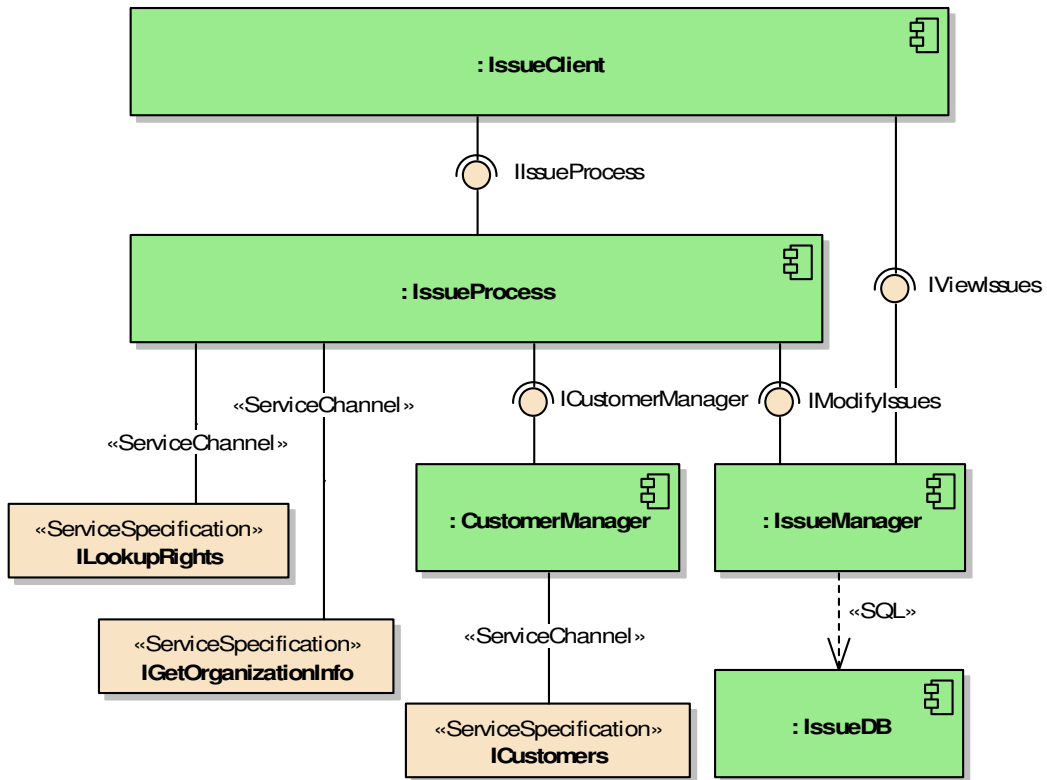 : IssueClient
IIssueProcess
: IssueProcess
IViewIssues
«ServiceChannel»
ICustomerManager
IModifyIssues
«ServiceChannel»
: CustomerManager
: IssueManager
«ServiceSpecification»
ILookupRights
«SQL»
«ServiceChannel»
«ServiceSpecification»
IGetOrganizationInfo
«ServiceSpecification»
ICustomers
: IssueDB